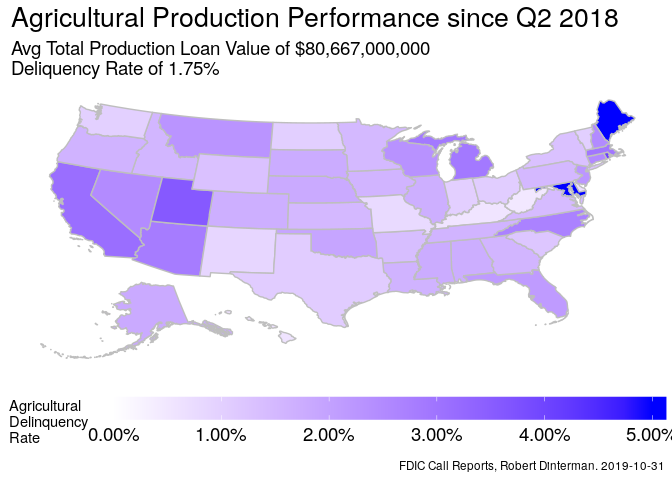 Agricultural Production Performance since Q2 2018
Avg Total Production Loan Value of $80,667,000,000
Deliquency Rate of 1.75%
Agricultural
Delinquency
Rate
0.00% 1.00% 2.00% 3.00% 4.00% 5.00%
FDIC Call Reports, Robert Dinterman. 2019-10-31